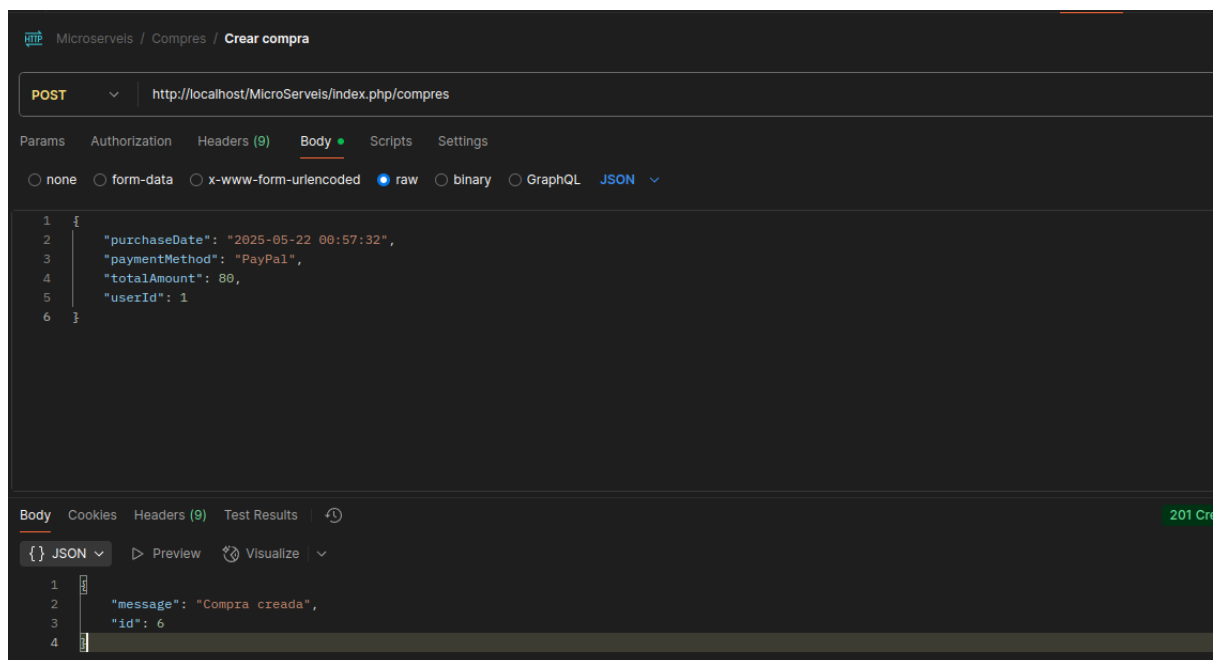 HTTP Microserveis / Compres / Crear compra
POST http://localhost/MicroServeis/index.php/compres
Params Authorization Headers (9) Body Scripts Settings
none form-data x-www-form-urlencoded raw binary GraphQL JSON
1 {
2 "purchaseDate": "2025-05-22 00:57:32",
3 "paymentMethod": "PayPal",
4 "totalAmount": 80,
5 "userId": 1
6 }
Body Cookies Headers (9) Test Results 201 Cre
{} JSON Preview Visualize
1 {
2 "message": "Compra creada",
3 "id": 6
4 }